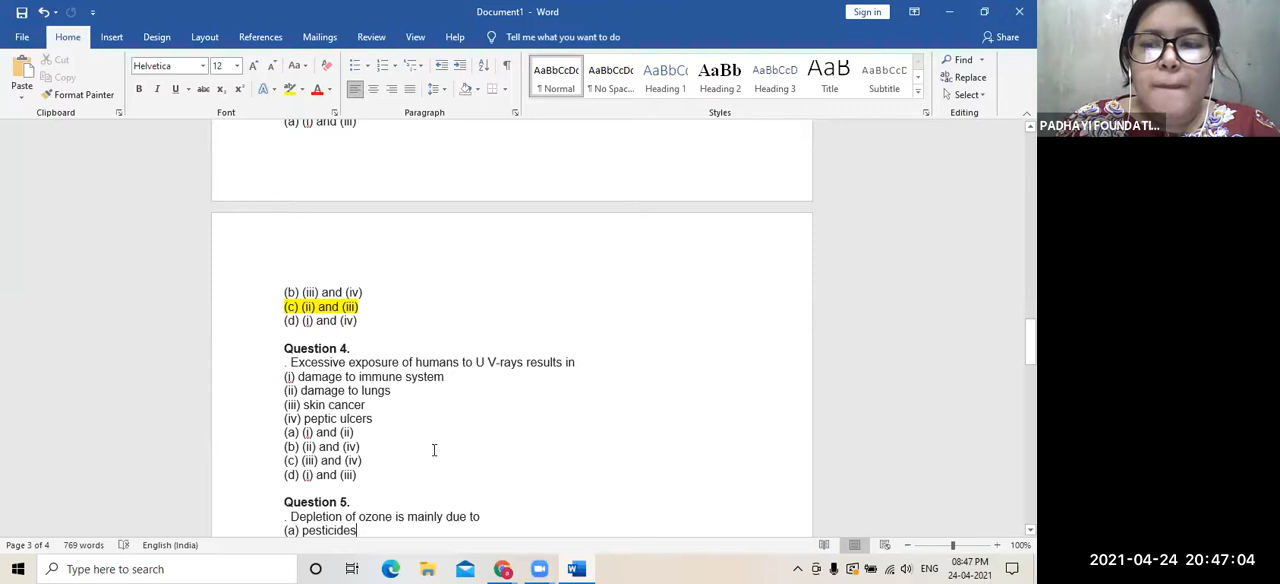 Document1 - Word
Sign in
File Home Insert Design Layout References Mailings Review View Help Tell me what you want to do Share
Paste
Cut
Copy
Format Painter
Clipboard
Helvetica 12
Font
Paragraph
AaBbCcDc AaBbCcDc AaBbCc AaBb AaBbCcD AaB AaBbCcD
¶ Normal ¶ No Spac... Heading 1 Heading 2 Heading 3 Title Subtitle
Styles
Find
Replace
Select
Editing
PADHAYI FOUNDATI...
(a) (i) and (iii)
(b) (iii) and (iv)
(c) (ii) and (iii)
(d) (i) and (iv)
Question 4.
. Excessive exposure of humans to U V-rays results in
(i) damage to immune system
(ii) damage to lungs
(iii) skin cancer
(iv) peptic ulcers
(a) (i) and (ii)
(b) (ii) and (iv)
(c) (iii) and (iv)
(d) (i) and (iii)
Question 5.
. Depletion of ozone is mainly due to
(a) pesticides
Page 3 of 4 769 words English (India) 100%
Type here to search
ENG
08:47 PM
24-04-2021
2021-04-24 20:47:04